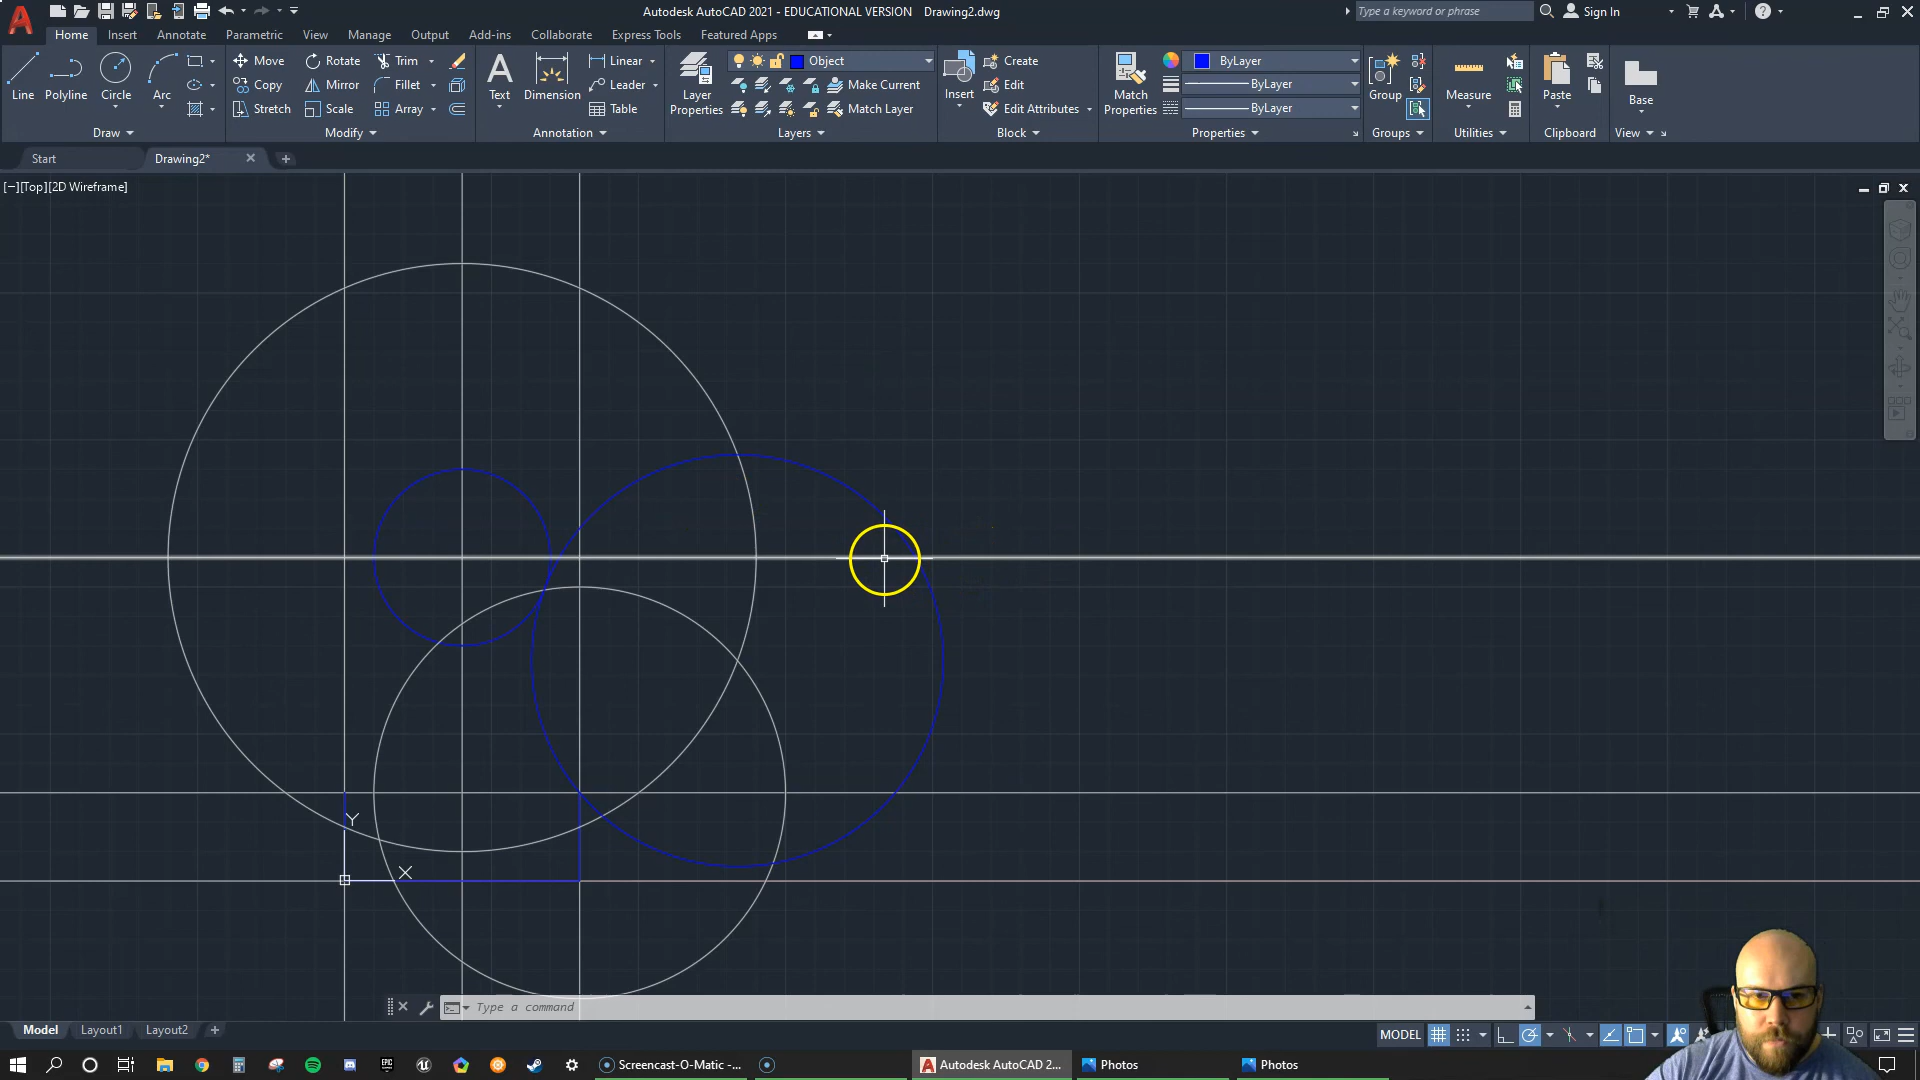 Autodesk AutoCAD 2021 - EDUCATIONAL VERSION Drawing2.dwg
Type a keyword or phrase
Sign In
Home Insert Annotate Parametric View Manage Output Add-ins Collaborate Express Tools Featured Apps
Line Polyline Circle Arc
Move Rotate Trim
Copy Mirror Fillet
Stretch Scale Array
Text Dimension
Linear
Leader
Table
Layer Properties
Object
Make Current
Match Layer
Insert
Create
Edit
Edit Attributes
Match Properties
ByLayer
ByLayer
ByLayer
Group
Measure
Paste
Base
Draw Modify Annotation Layers Block Properties Groups Utilities Clipboard View
Start Drawing2*
[−][Top][2D Wireframe]
Y
X
Type a command
Model Layout1 Layout2
MODEL
Screencast-O-Matic -... Autodesk AutoCAD 2... Photos Photos